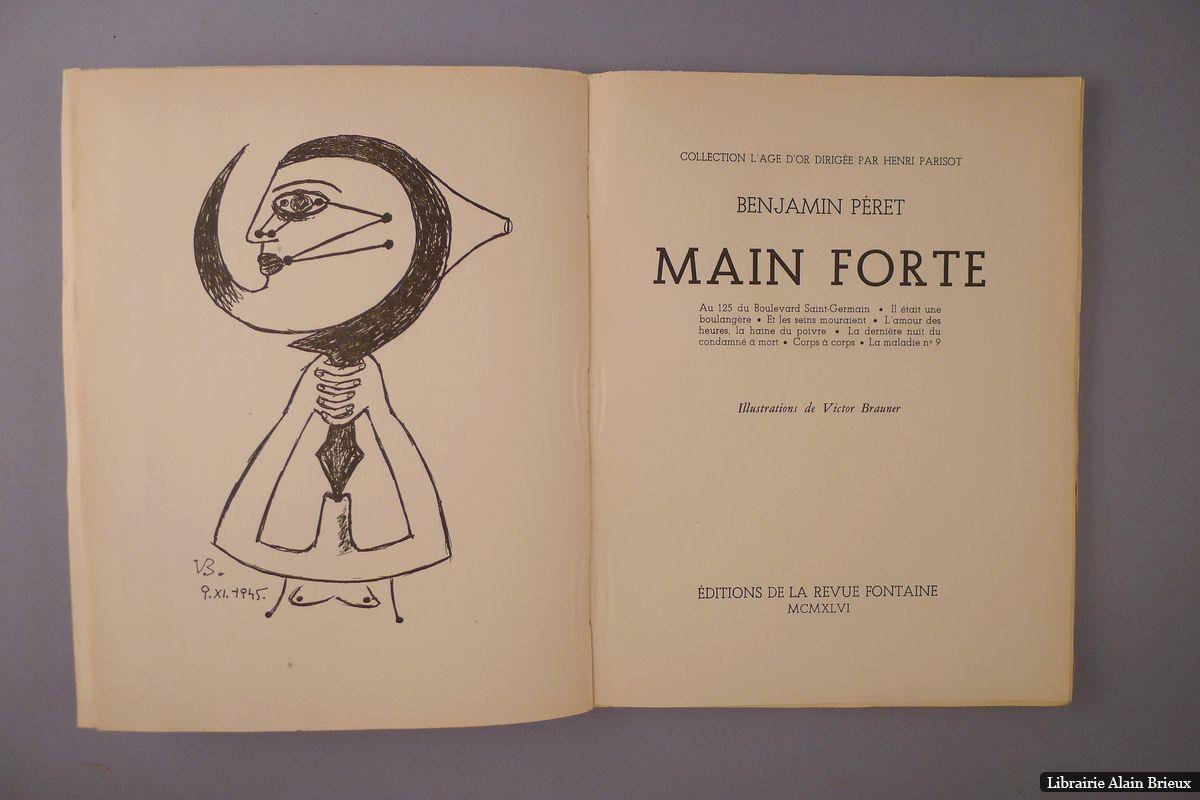 VB.
9.XI.1945.
COLLECTION L'AGE D'OR DIRIGÉE PAR HENRI PARISOT
BENJAMIN PÉRET
MAIN FORTE
Au 125 du Boulevard Saint-Germain • Il était une
boulangère • Et les seins mouraient • L'amour des
heures, la haine du poivre • La dernière nuit du
condamné à mort • Corps à corps • La maladie nº 9
Illustrations de Victor Brauner
ÉDITIONS DE LA REVUE FONTAINE
MCMXLVI
Librairie Alain Brieux